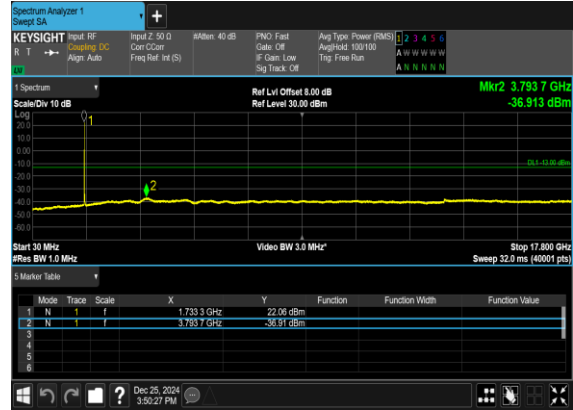 Spectrum Analyzer 1
Swept SA
+
KEYSIGHT Input: RF Input Z: 50 Ω #Atten: 40 dB PNO: Fast Avg Type: Power (RMS) 1 2 3 4 5 6
R T Coupling: DC Corr CCorr Gate: Off Avg|Hold: 100/100 A W W W W W
Align: Auto Freq Ref: Int (S) IF Gain: Low Trig: Free Run
LM Sig Track: Off A N N N N N
1 Spectrum Ref Lvl Offset 8.00 dB Mkr2 3.793 7 GHz
Scale/Div 10 dB Ref Level 30.00 dBm -36.913 dBm
Log
20.0
10.0
0.00
-10.0
-20.0
-30.0
-40.0
-50.0
-60.0
1
DL1 -13.00 dBm
2
Start 30 MHz Video BW 3.0 MHz* Stop 17.800 GHz
#Res BW 1.0 MHz Sweep 32.0 ms (40001 pts)
5 Marker Table
Mode Trace Scale X Y Function Function Width Function Value
1 N 1 f 1.733 3 GHz 22.06 dBm
2 N 1 f 3.793 7 GHz -36.91 dBm
3
4
5
6
? Dec 25, 2024
3:50:27 PM